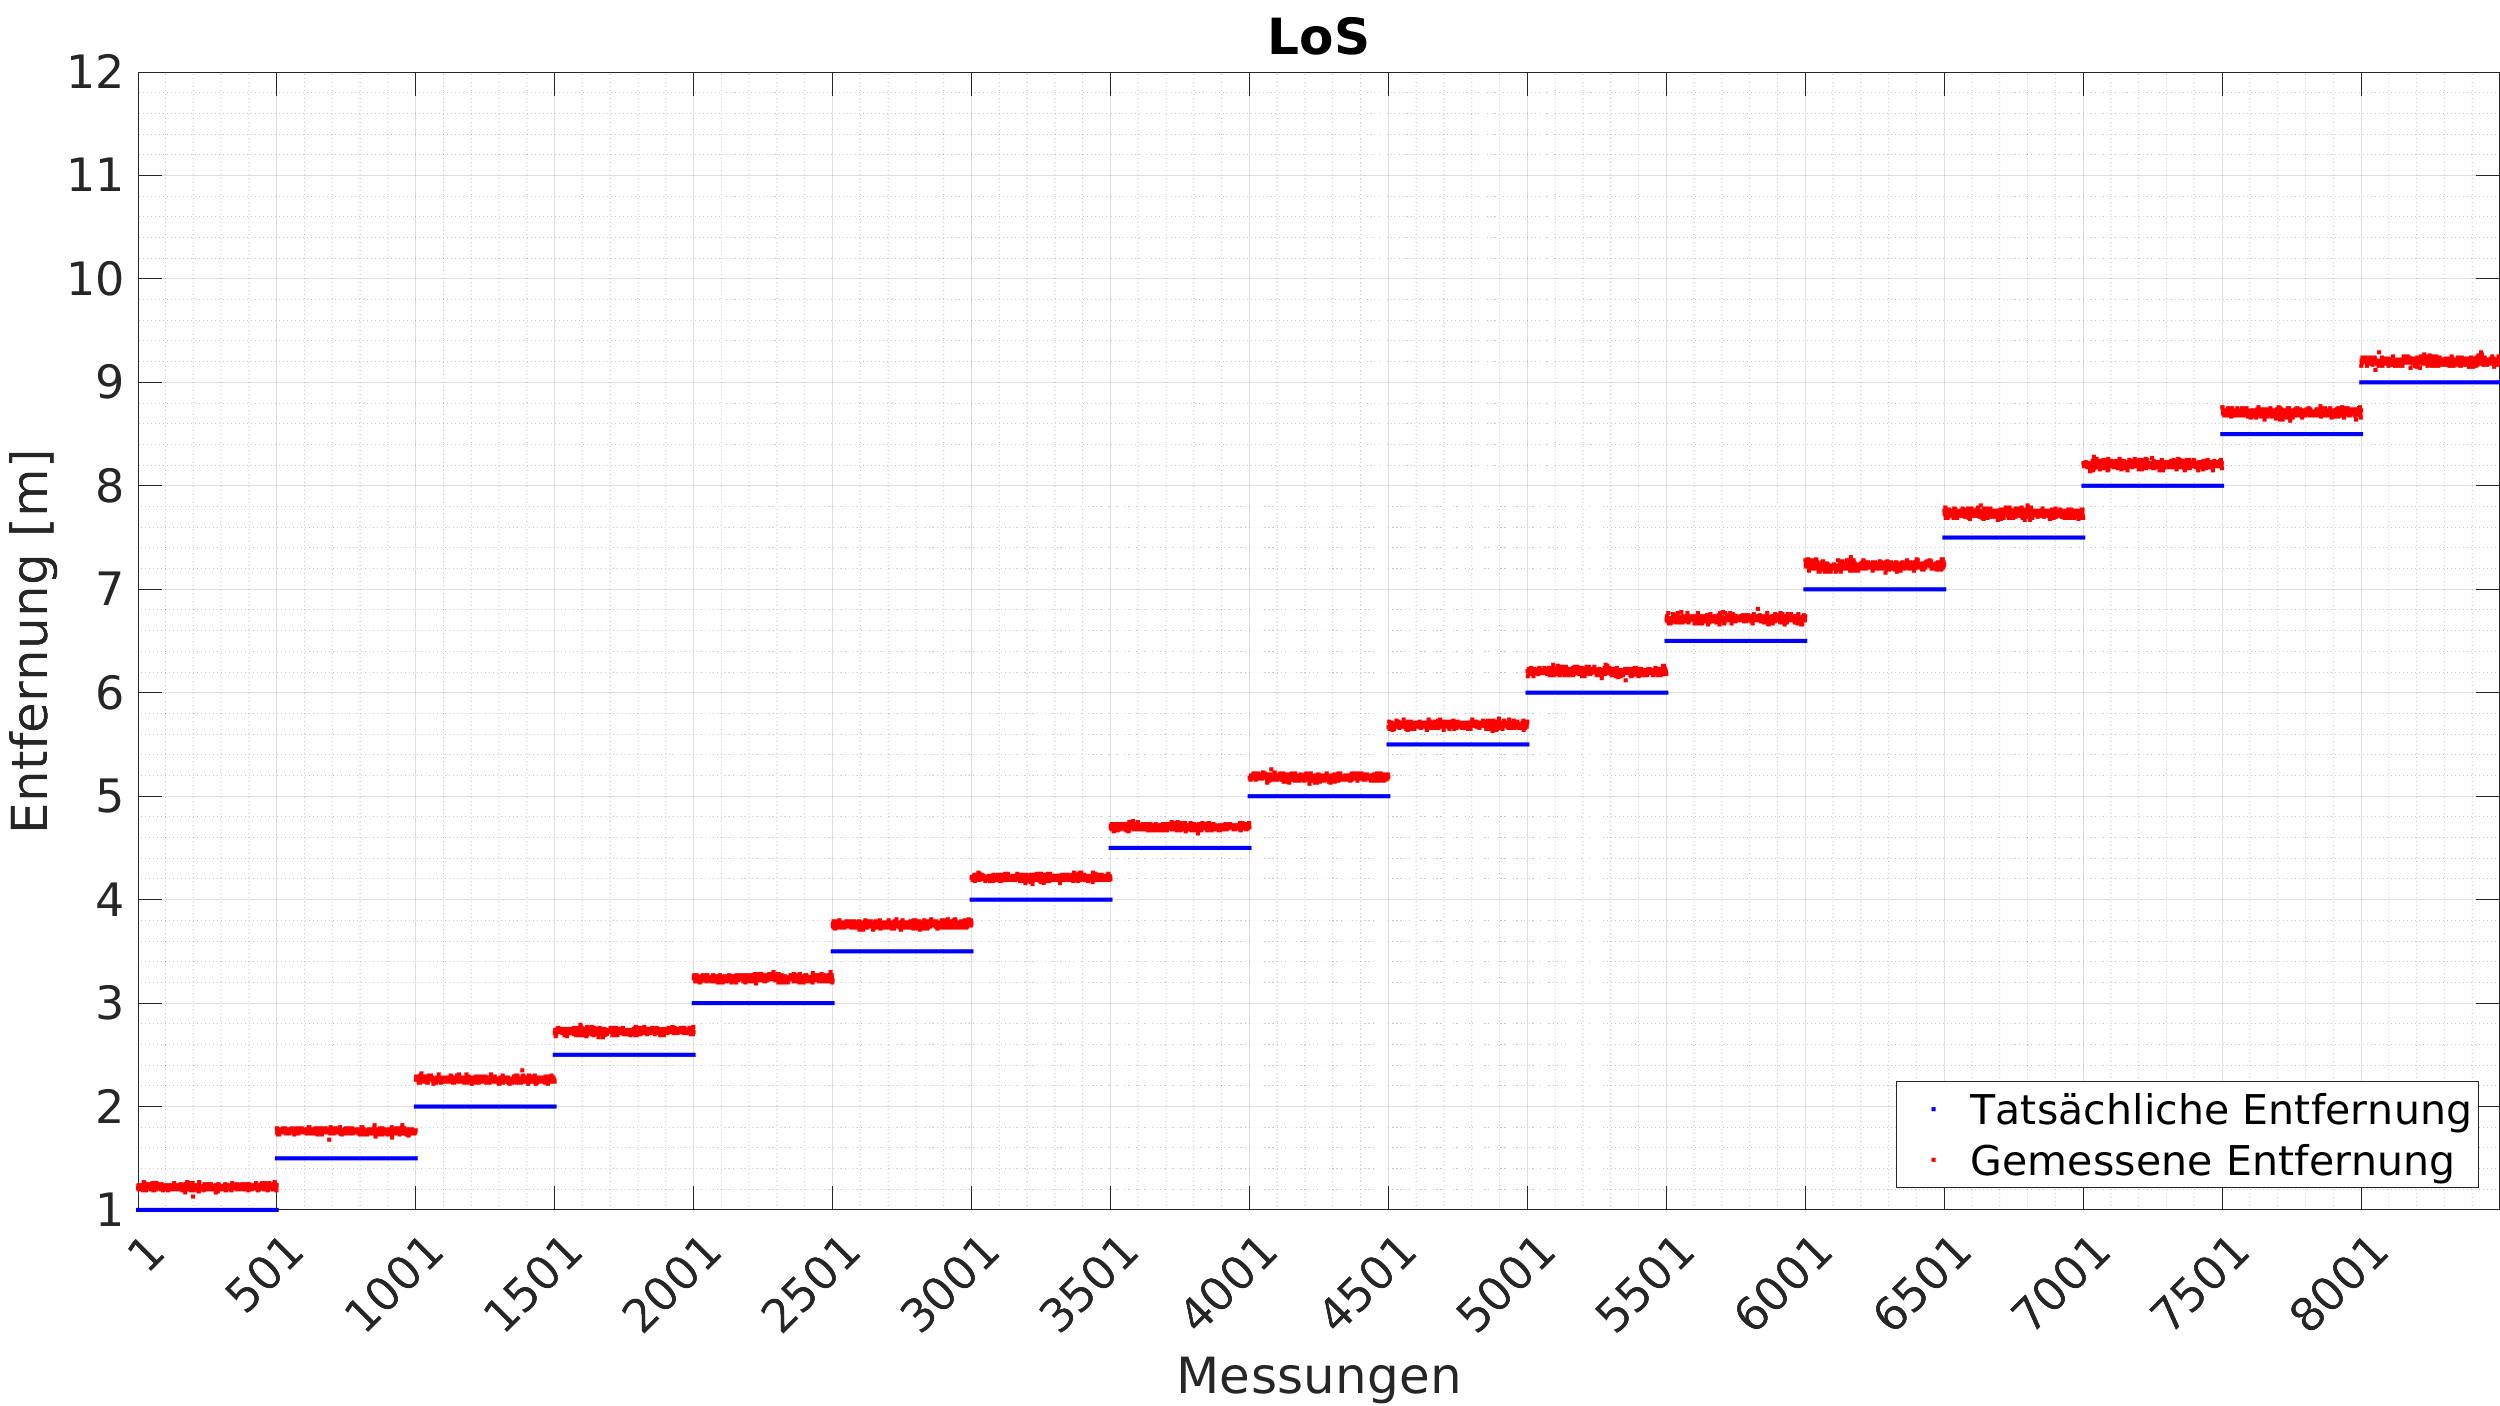 LoS
12
11
10
9
8
7
6
5
4
3
2
1
Entfernung [m]
Tatsächliche Entfernung
Gemessene Entfernung
1 501 1001 1501 2001 2501 3001 3501 4001 4501 5001 5501 6001 6501 7001 7501 8001
Messungen